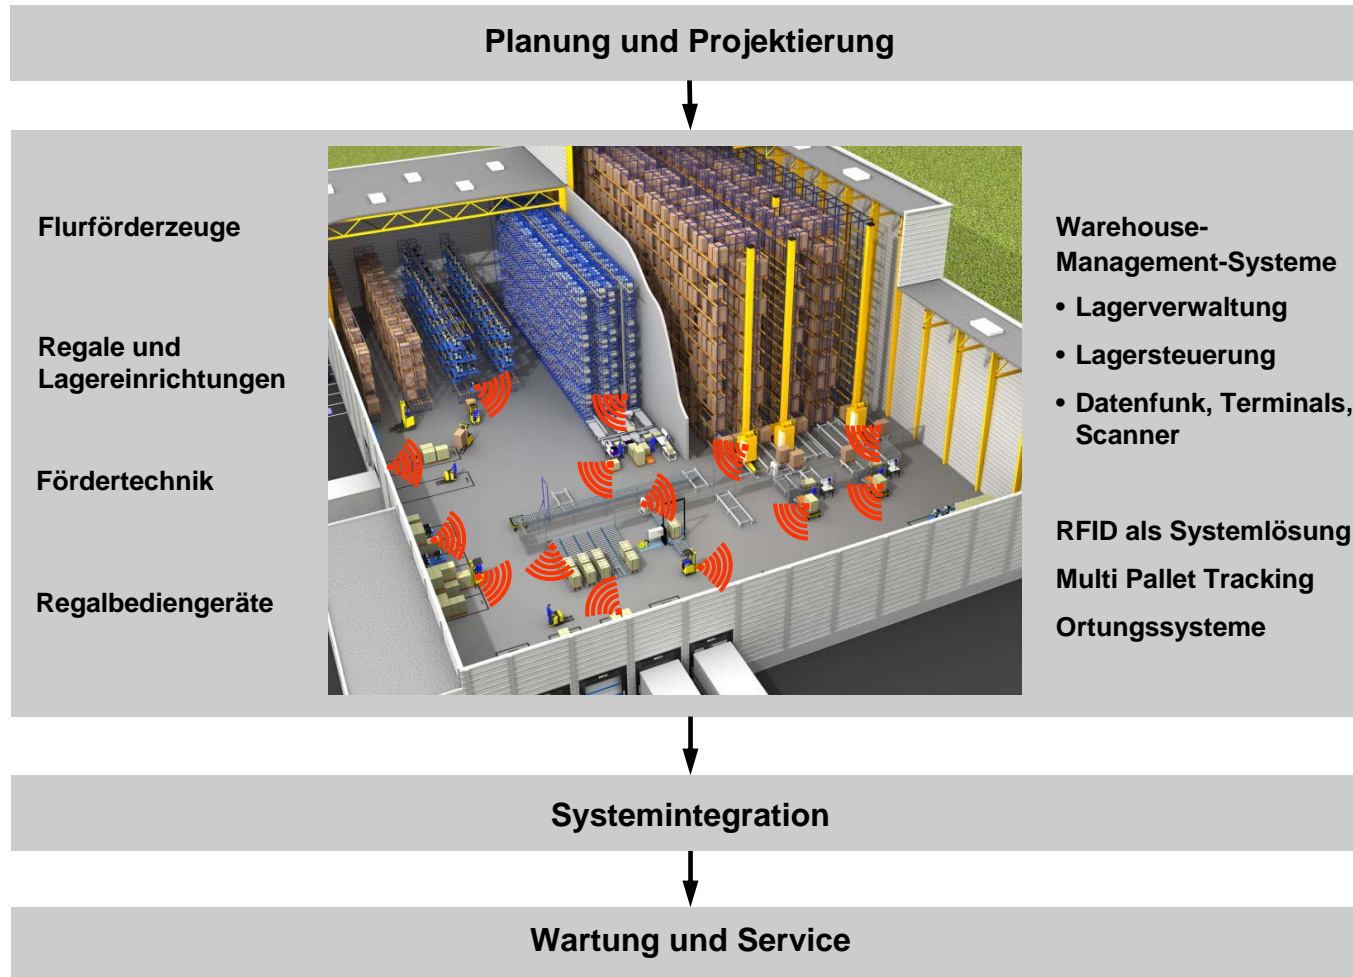 Planung und Projektierung
Flurförderzeuge
Regale und
Lagereinrichtungen
Fördertechnik
Regalbediengeräte
Warehouse-
Management-Systeme
• Lagerverwaltung
• Lagersteuerung
• Datenfunk, Terminals,
Scanner
RFID als Systemlösung
Multi Pallet Tracking
Ortungssysteme
Systemintegration
Wartung und Service